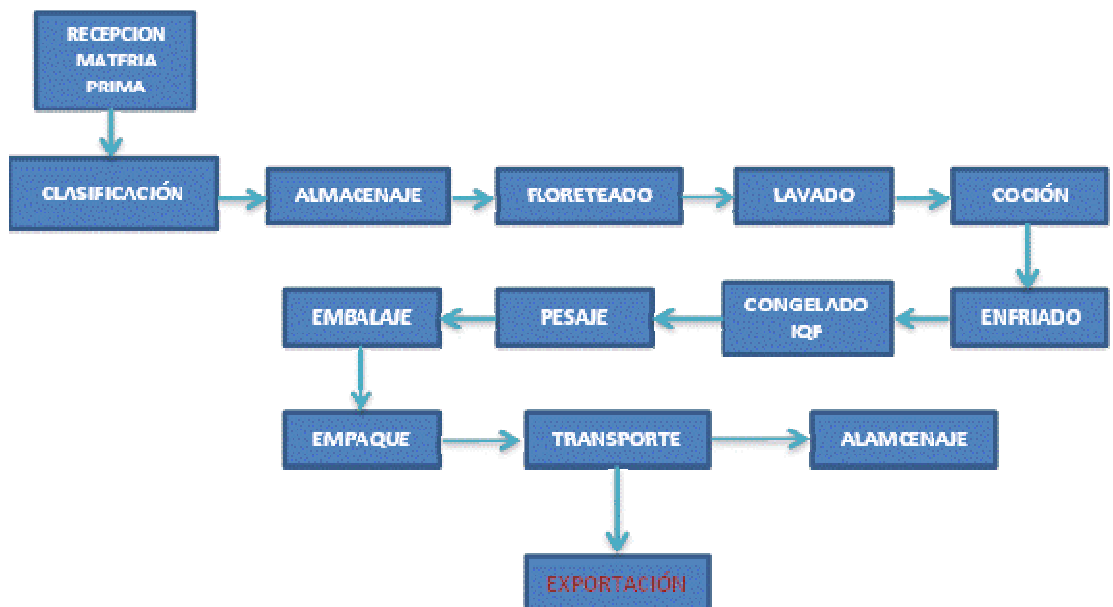 RECEPCION
MATERIA
PRIMA
CLASIFICACIÓN
ALMACENAJE
FLORETEADO
LAVADO
COCIÓN
ENFRIADO
CONGELADO
IQF
PESAJE
EMBALAJE
EMPAQUE
TRANSPORTE
ALAMCENAJE
EXPORTACIÓN